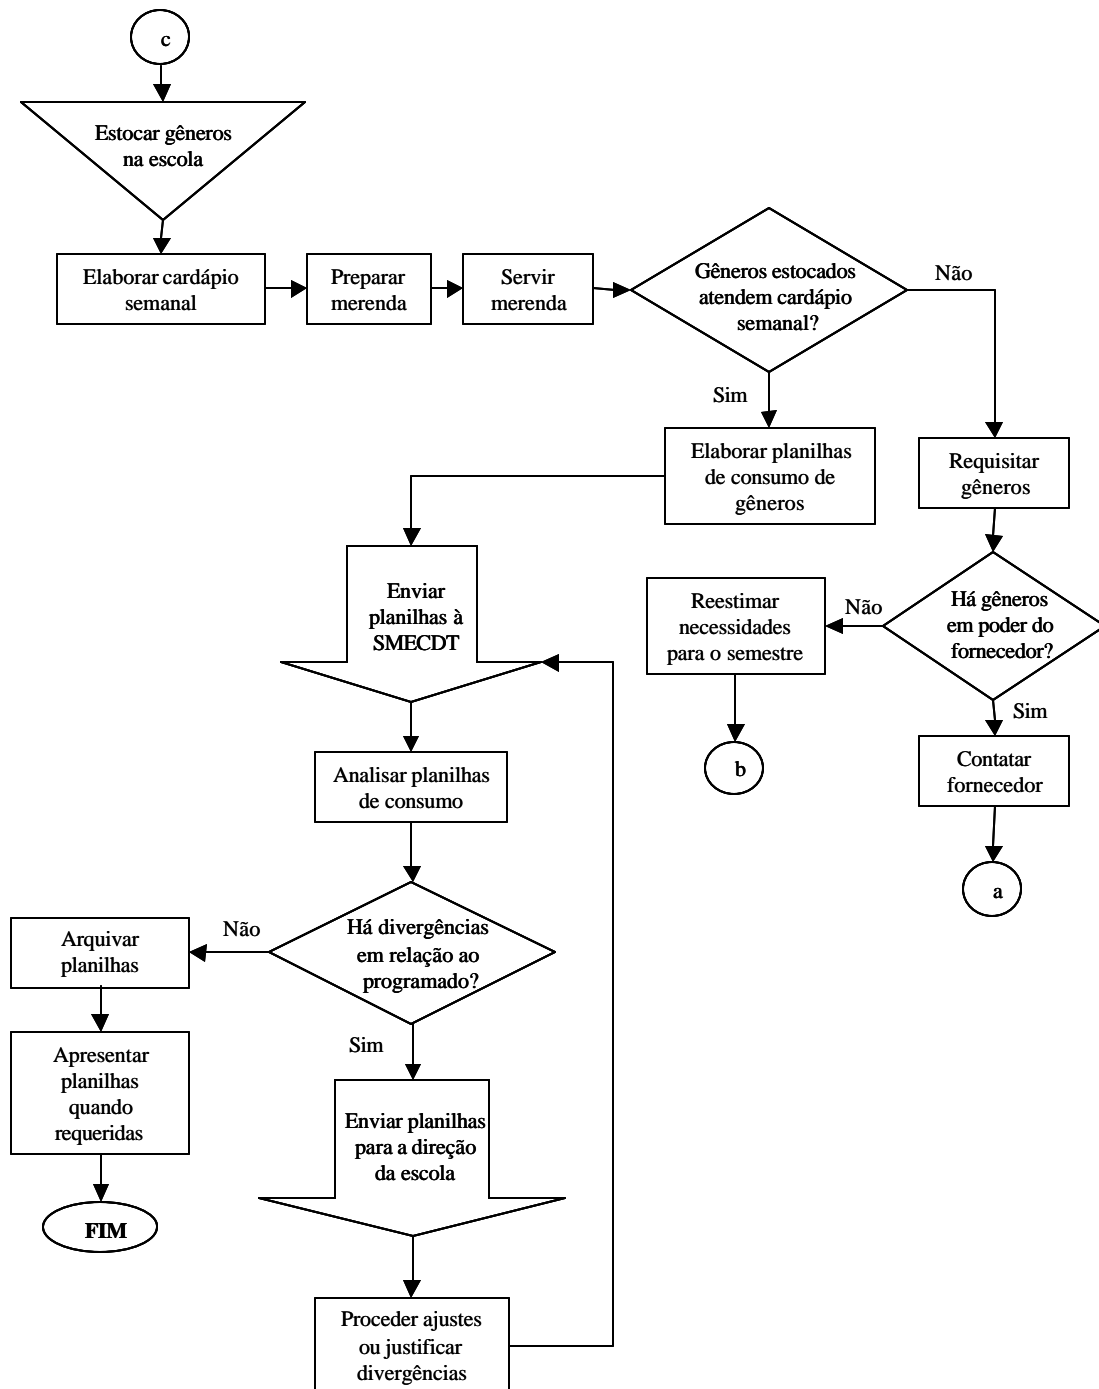 c
Estocar gêneros
na escola
Elaborar cardápio
semanal
Preparar
merenda
Servir
merenda
Gêneros estocados
atendem cardápio
semanal?
Não
Sim
Elaborar planilhas
de consumo de
gêneros
Requisitar
gêneros
Há gêneros
em poder do
fornecedor?
Não
Reestimar
necessidades
para o semestre
b
Sim
Contatar
fornecedor
a
Enviar
planilhas à
SMECDT
Analisar planilhas
de consumo
Há divergências
em relação ao
programado?
Não
Arquivar
planilhas
Apresentar
planilhas
quando
requeridas
FIM
Sim
Enviar planilhas
para a direção
da escola
Proceder ajustes
ou justificar
divergências